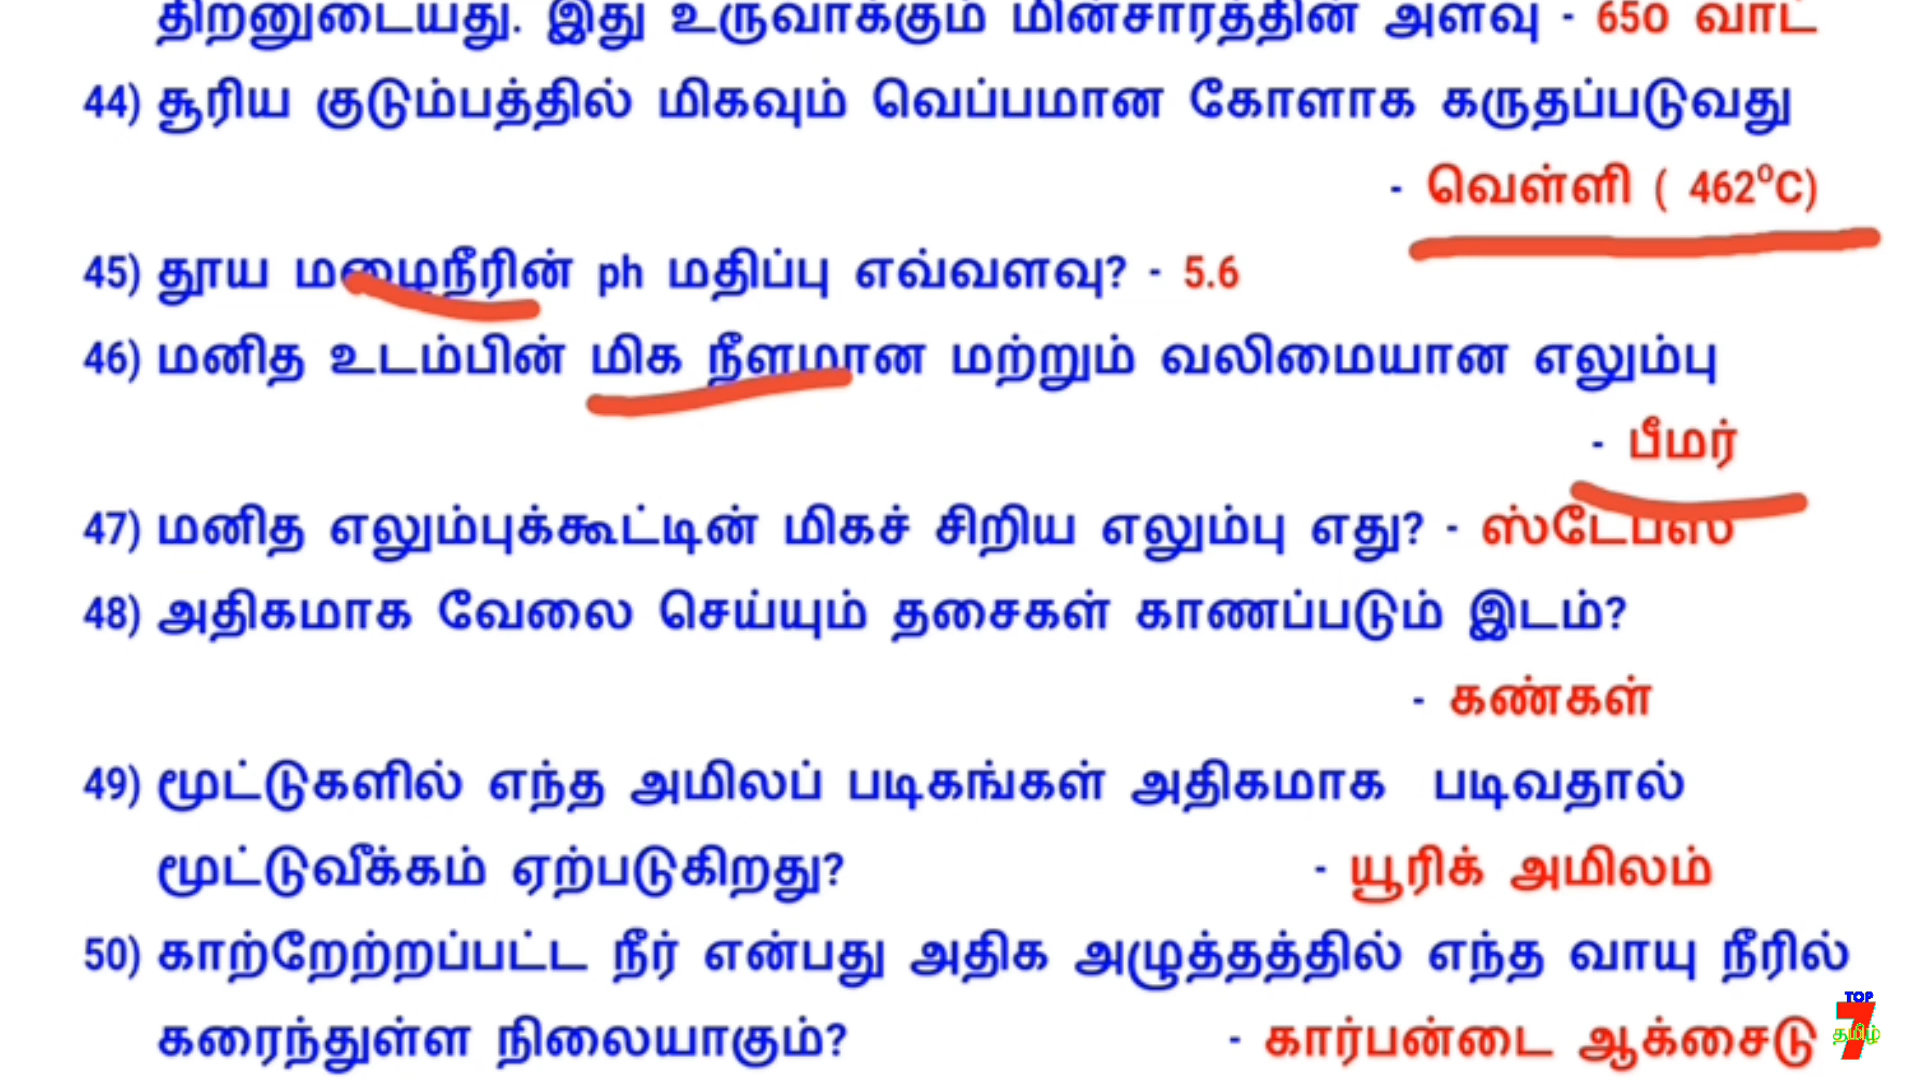 திறனுடையது. இது உருவாக்கும் மின்சாரத்தின் அளவு - 650 வாட்
44) சூரிய குடும்பத்தில் மிகவும் வெப்பமான கோளாக கருதப்படுவது
- வெள்ளி ( 462⁰C)
45) தூய மழைநீரின் ph மதிப்பு எவ்வளவு? - 5.6
46) மனித உடம்பின் மிக நீளமான மற்றும் வலிமையான எலும்பு
- பீமர்
47) மனித எலும்புக்கூட்டின் மிகச் சிறிய எலும்பு எது? - ஸ்டேபஸ்
48) அதிகமாக வேலை செய்யும் தசைகள் காணப்படும் இடம்?
- கண்கள்
49) மூட்டுகளில் எந்த அமிலப் படிகங்கள் அதிகமாக படிவதால்
மூட்டுவீக்கம் ஏற்படுகிறது? - யூரிக் அமிலம்
50) காற்றேற்றப்பட்ட நீர் என்பது அதிக அழுத்தத்தில் எந்த வாயு நீரில்
கரைந்துள்ள நிலையாகும்? - கார்பன்டை ஆக்சைடு
TOP
7
தமிழ்